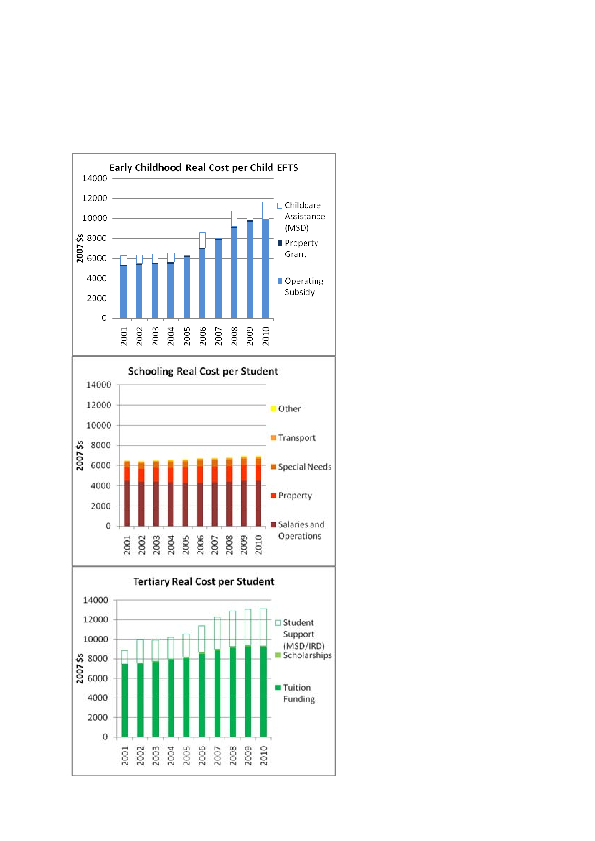 Early Childhood Real Cost per Child EFTS
14000
12000
10000
8000
6000
4000
2000
0
2007 $s
2001
2002
2003
2004
2005
2006
2007
2008
2009
2010
Childcare
Assistance
(MSD)
Property
Operating
Subsidy
Schooling Real Cost per Student
14000
12000
10000
8000
6000
4000
2000
0
2007 $s
2001
2002
2003
2004
2005
2006
2007
2008
2009
2010
Other
Transport
Special Needs
Property
Salaries and
Operations
Tertiary Real Cost per Student
14000
12000
10000
8000
6000
4000
2000
0
2007 $s
2001
2002
2003
2004
2005
2006
2007
2008
2009
2010
Student
Support
(MSD/IRD)
Scholarships
Tuition
Funding